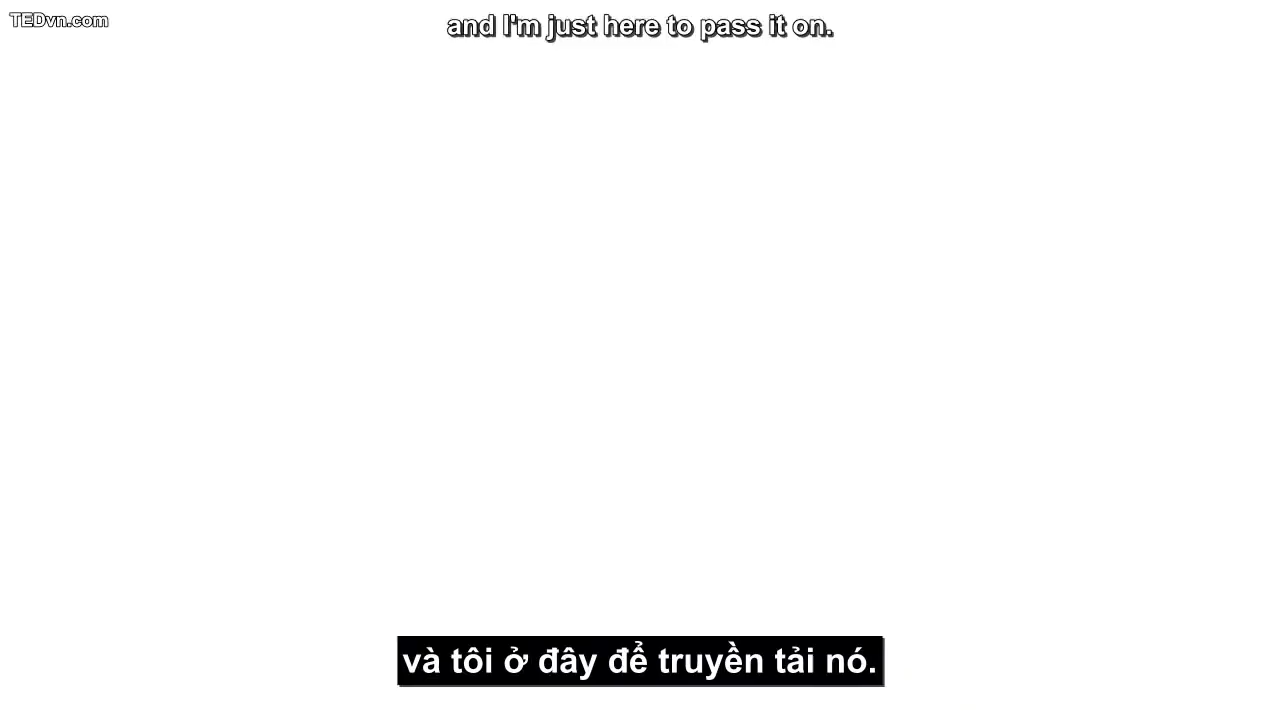 TEDvn.com
and I'm just here to pass it on.
và tôi ở đây để truyền tải nó.